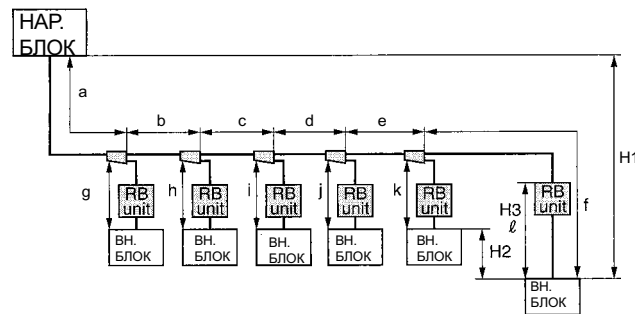 НАР.
БЛОК
a
b
c
d
e
H1
g
h
i
j
k
RB
unit
RB
unit
RB
unit
RB
unit
RB
unit
RB
unit
H3
ℓ
f
ВН.
БЛОК
ВН.
БЛОК
ВН.
БЛОК
ВН.
БЛОК
ВН.
БЛОК
H2
ВН.
БЛОК